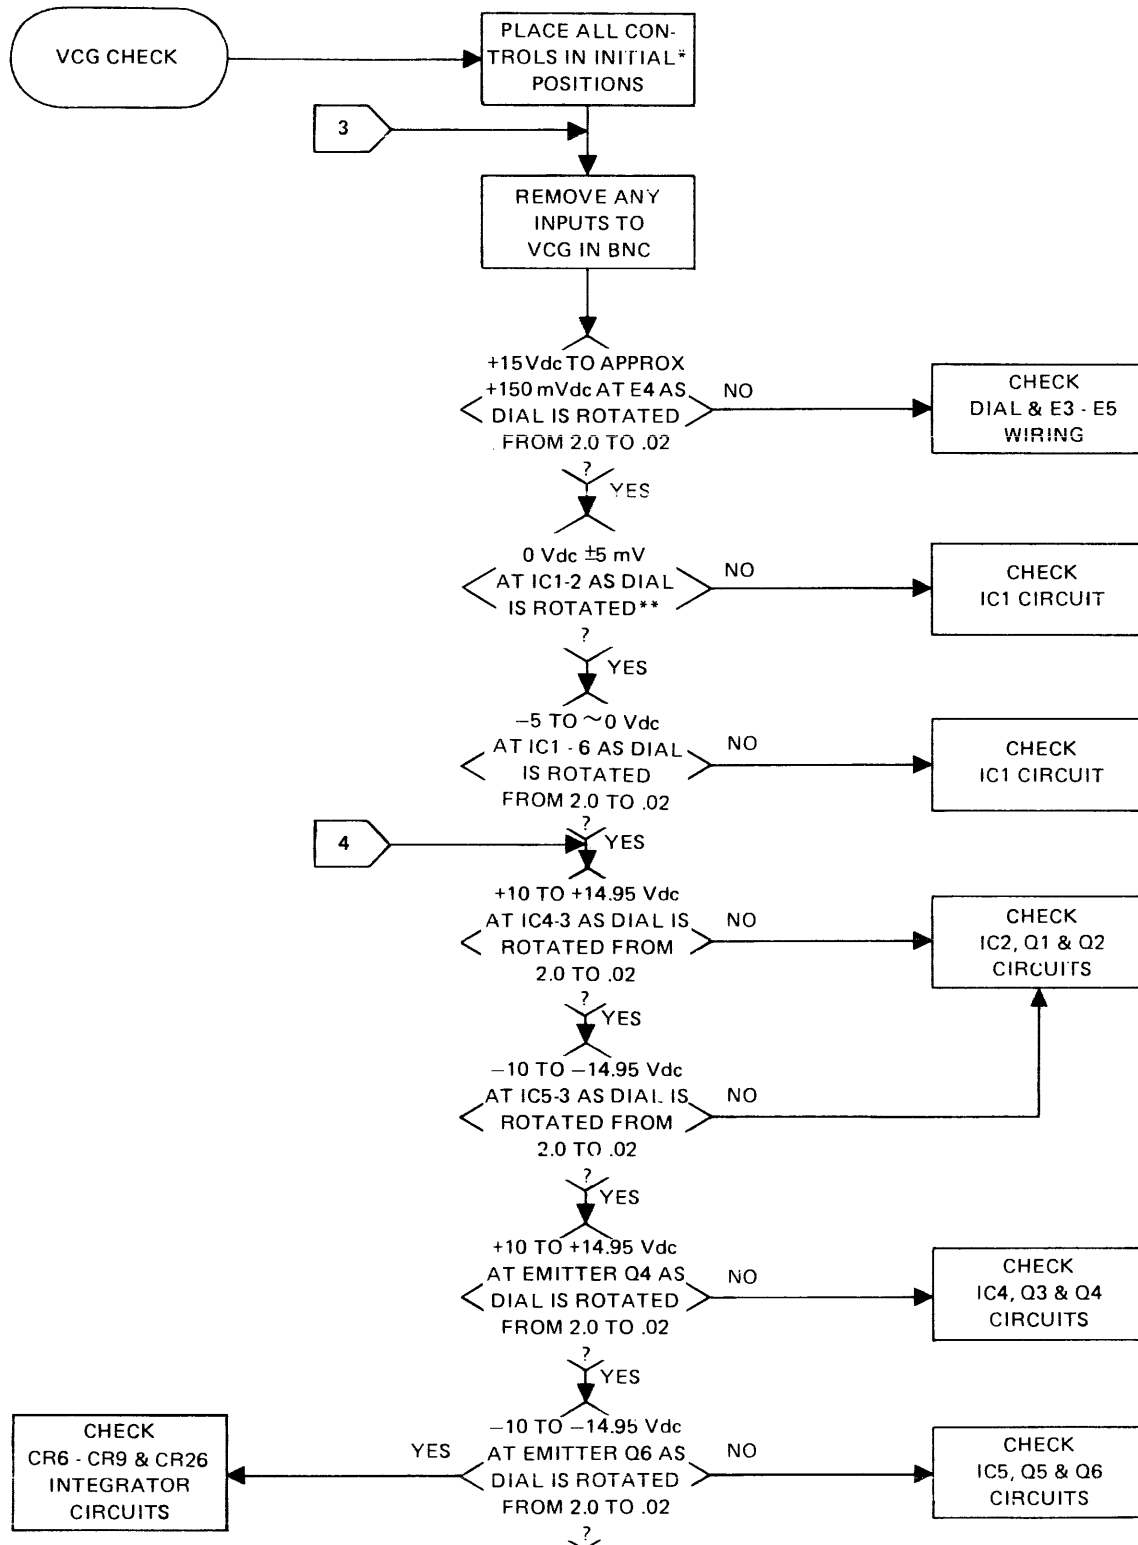 VCG CHECK
PLACE ALL CON-
TROLS IN INITIAL*
POSITIONS
3
REMOVE ANY
INPUTS TO
VCG IN BNC
+15 Vdc TO APPROX
+150 mVdc AT E4 AS
DIAL IS ROTATED
FROM 2.0 TO .02
?
NO
CHECK
DIAL & E3 - E5
WIRING
YES
0 Vdc ±5 mV
AT IC1-2 AS DIAL
IS ROTATED**
?
NO
CHECK
IC1 CIRCUIT
YES
−5 TO ~0 Vdc
AT IC1 - 6 AS DIAL
IS ROTATED
FROM 2.0 TO .02
?
NO
CHECK
IC1 CIRCUIT
YES
4
+10 TO +14.95 Vdc
AT IC4-3 AS DIAL IS
ROTATED FROM
2.0 TO .02
?
NO
CHECK
IC2, Q1 & Q2
CIRCUITS
YES
−10 TO −14.95 Vdc
AT IC5-3 AS DIAL IS
ROTATED FROM
2.0 TO .02
?
NO
YES
+10 TO +14.95 Vdc
AT EMITTER Q4 AS
DIAL IS ROTATED
FROM 2.0 TO .02
?
NO
CHECK
IC4, Q3 & Q4
CIRCUITS
YES
−10 TO −14.95 Vdc
AT EMITTER Q6 AS
DIAL IS ROTATED
FROM 2.0 TO .02
?
YES
CHECK
CR6 - CR9 & CR26
INTEGRATOR
CIRCUITS
NO
CHECK
IC5, Q5 & Q6
CIRCUITS